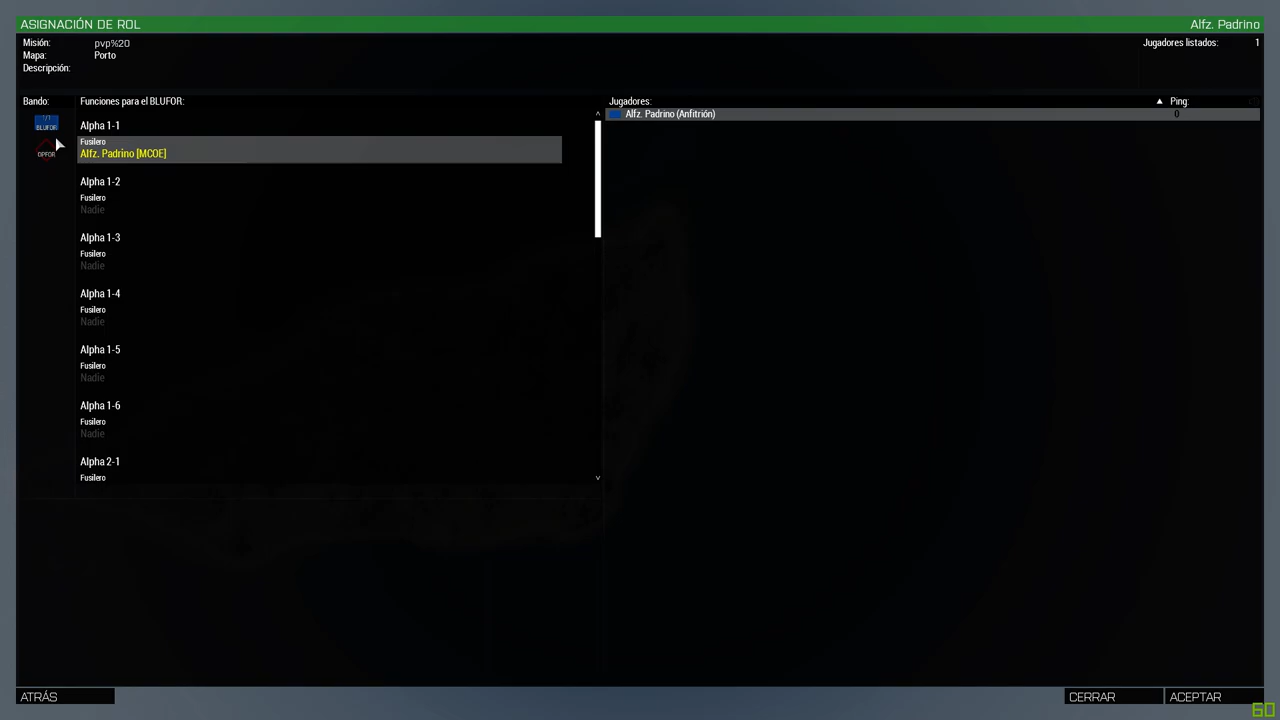 ASIGNACIÓN DE ROL
Alfz. Padrino
Misión: pvp%20
Jugadores listados: 1
Mapa: Porto
Descripción:
Bando:
Funciones para el BLUFOR:
Jugadores:
Ping:
1/1
BLUFOR
OPFOR
Alpha 1-1
Fusilero
Alfz. Padrino [MCOE]
Alpha 1-2
Fusilero
Nadie
Alpha 1-3
Fusilero
Nadie
Alpha 1-4
Fusilero
Nadie
Alpha 1-5
Fusilero
Nadie
Alpha 1-6
Fusilero
Nadie
Alpha 2-1
Fusilero
Alfz. Padrino (Anfitrión)
0
ATRÁS
CERRAR
ACEPTAR
60